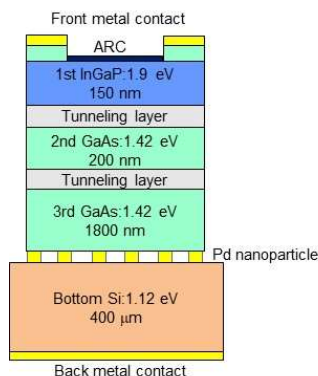 Front metal contact
ARC
1st InGaP:1.9 eV
150 nm
Tunneling layer
2nd GaAs:1.42 eV
200 nm
Tunneling layer
3rd GaAs:1.42 eV
1800 nm
Pd nanoparticle
Bottom Si:1.12 eV
400 μm
Back metal contact